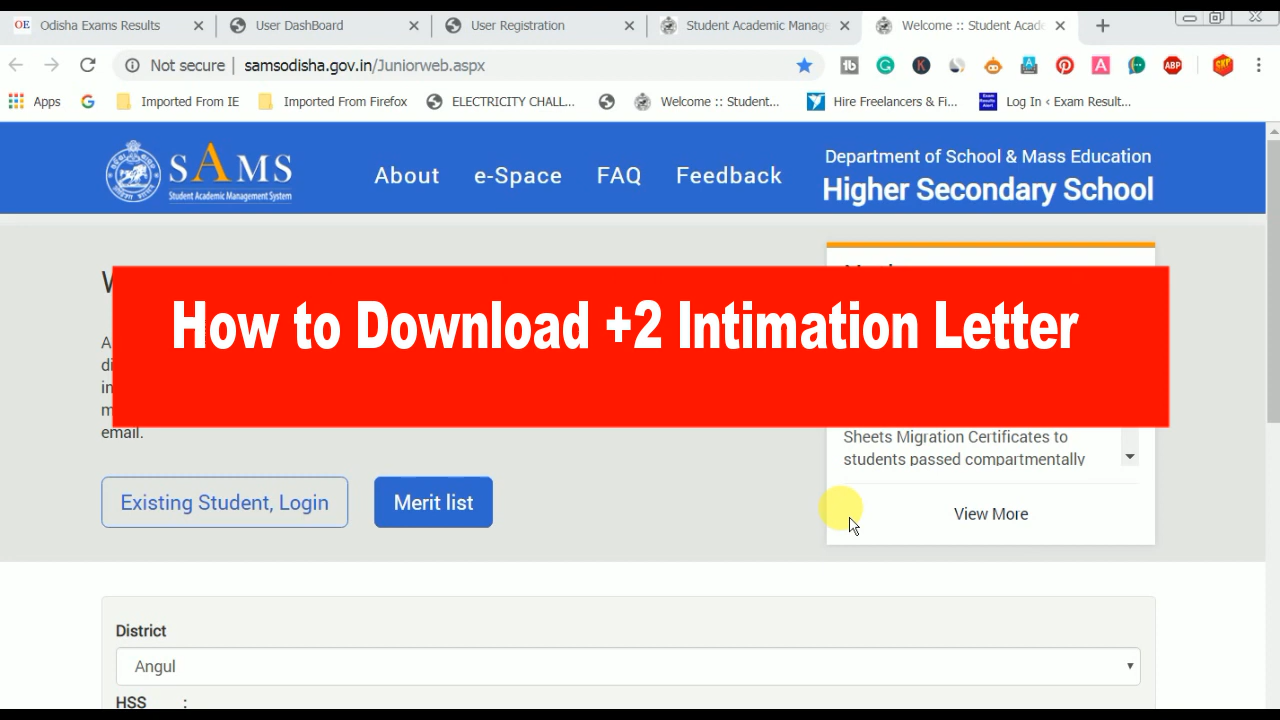 OE Odisha Exams Results
User DashBoard
User Registration
Student Academic Manage
Welcome :: Student Acade
Not secure | samsodisha.gov.in/Juniorweb.aspx
Apps
Imported From IE
Imported From Firefox
ELECTRICITY CHALL...
Welcome :: Student...
Hire Freelancers & Fi...
Log In ‹ Exam Result...
SAMS
Student Academic Management System
About
e-Space
FAQ
Feedback
Department of School & Mass Education
Higher Secondary School
How to Download +2 Intimation Letter
email.
Sheets Migration Certificates to
students passed compartmentally
Existing Student, Login
Merit list
View More
District
Angul
HSS :